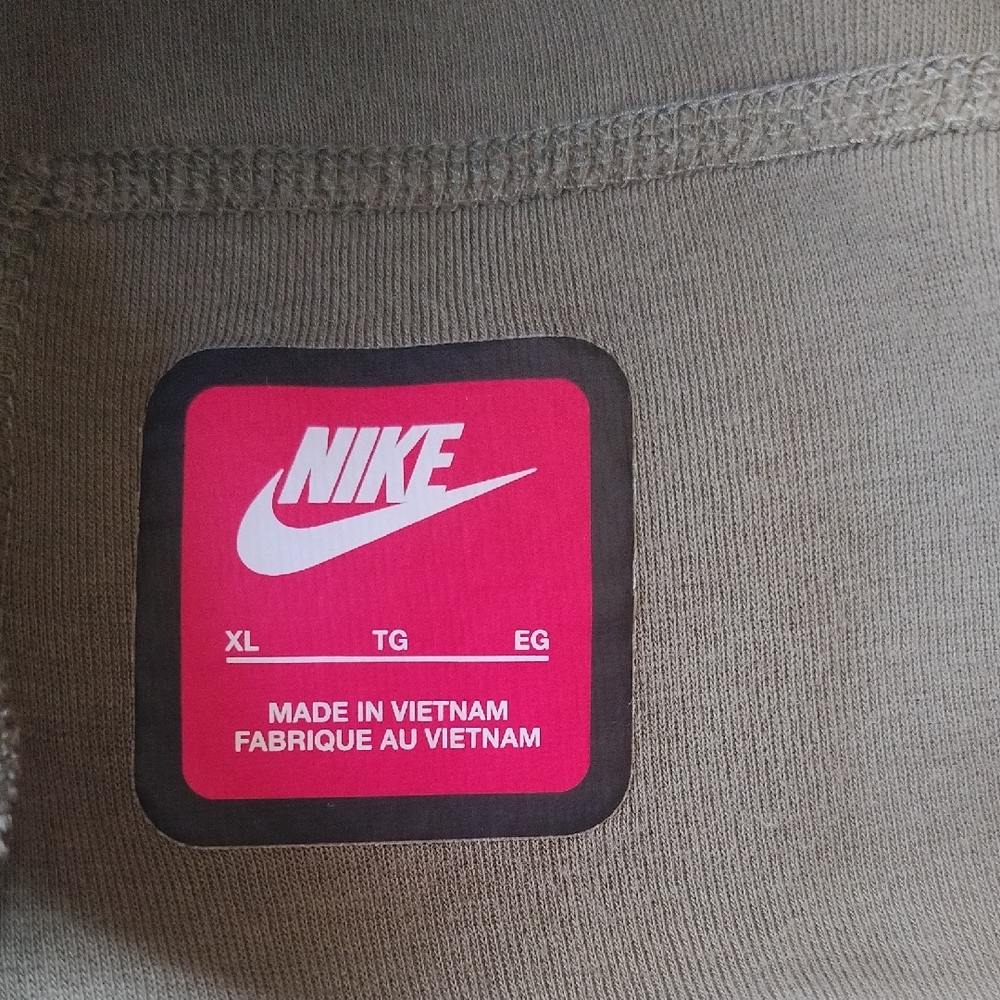 NIKE
XL TG EG
MADE IN VIETNAM
FABRIQUE AU VIETNAM